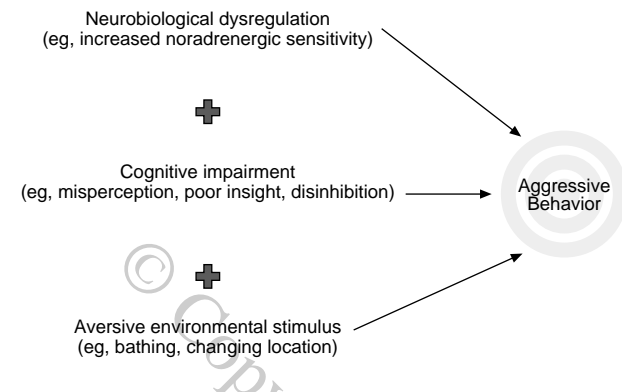 Neurobiological dysregulation
(eg, increased noradrenergic sensitivity)
Cognitive impairment
(eg, misperception, poor insight, disinhibition)
Aggressive
Behavior
©
Aversive environmental stimulus
(eg, bathing, changing location)